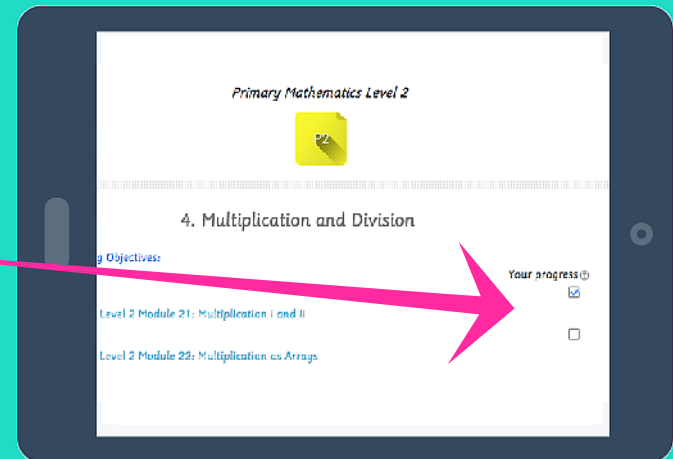 Primary Mathematics Level 2
P2
4. Multiplication and Division
g Objectives:
Your progress
Level 2 Module 21: Multiplication I and II
Level 2 Module 22: Multiplication as Arrays